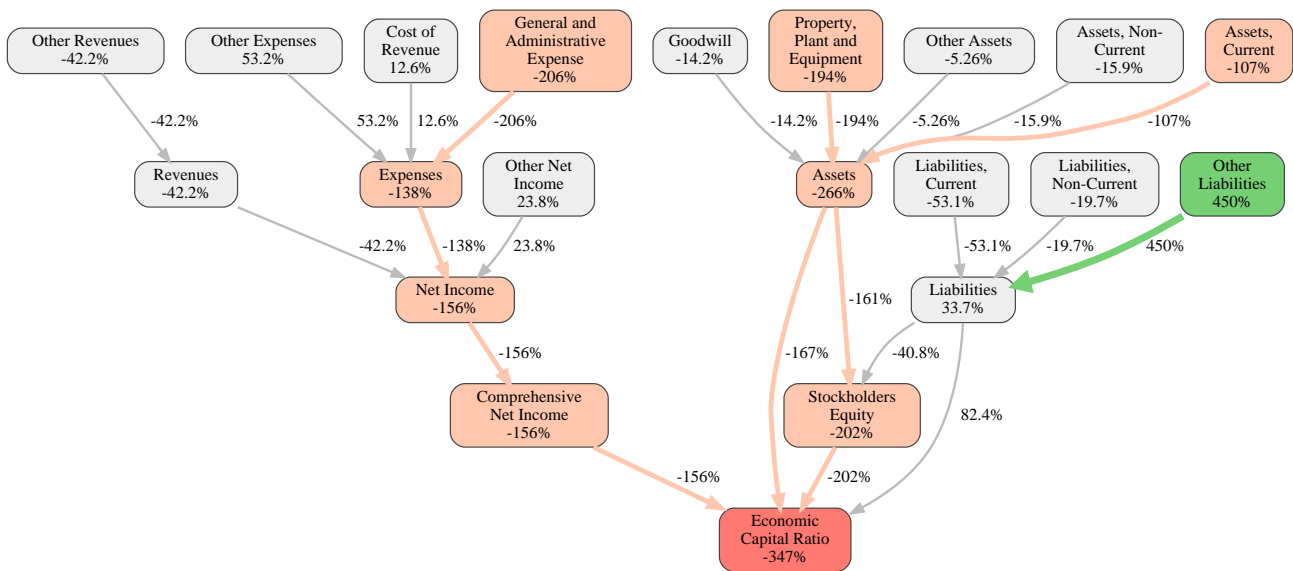 Other Revenues
-42.2%
Other Expenses
53.2%
Cost of
Revenue
12.6%
General and
Administrative
Expense
-206%
Goodwill
-14.2%
Property,
Plant and
Equipment
-194%
Other Assets
-5.26%
Assets, Non-
Current
-15.9%
Assets,
Current
-107%
-42.2%
53.2%
12.6%
-206%
-14.2%
-194%
-5.26%
-15.9%
-107%
Revenues
-42.2%
Expenses
-138%
Other Net
Income
23.8%
Assets
-266%
Liabilities,
Current
-53.1%
Liabilities,
Non-Current
-19.7%
Other
Liabilities
450%
-42.2%
-138%
23.8%
-53.1%
-19.7%
450%
Net Income
-156%
-161%
Liabilities
33.7%
-156%
-167%
-40.8%
Comprehensive
Net Income
-156%
Stockholders
Equity
-202%
82.4%
-156%
-202%
Economic
Capital Ratio
-347%